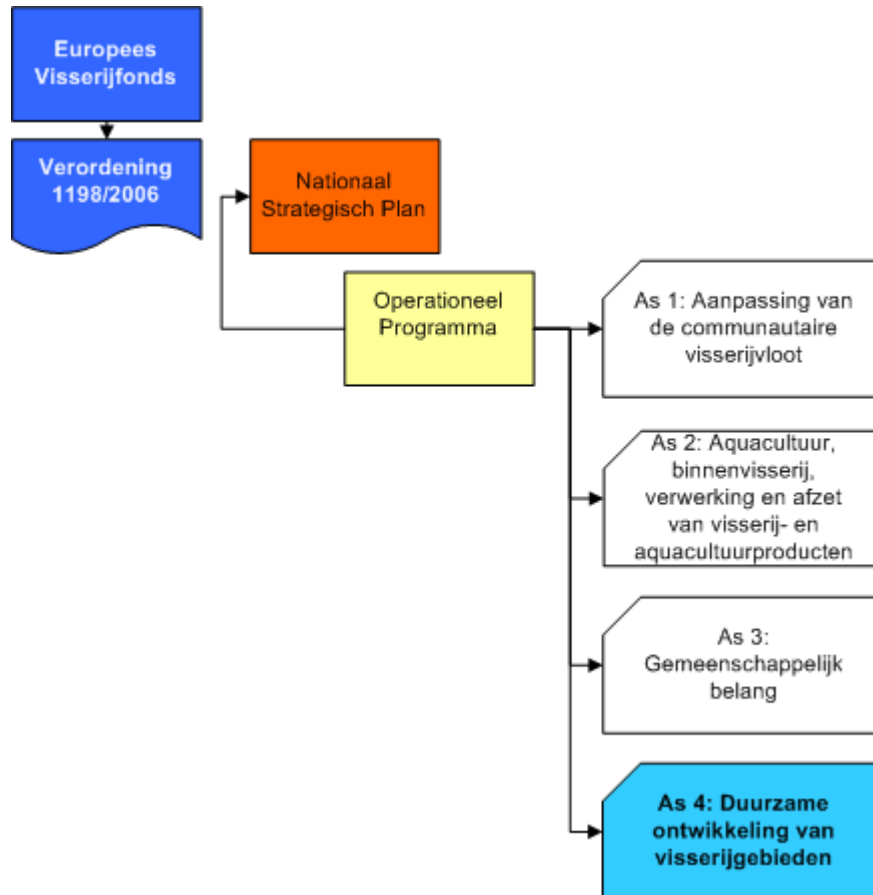 Europees
Visserijfonds
Verordening
1198/2006
Nationaal
Strategisch Plan
Operationeel
Programma
As 1: Aanpassing van
de communautaire
visserijvloot
As 2: Aquacultuur,
binnenvisserij,
verwerking en afzet
van visserij- en
aquacultuurproducten
As 3:
Gemeenschappelijk
belang
As 4: Duurzame
ontwikkeling van
visserijgebieden